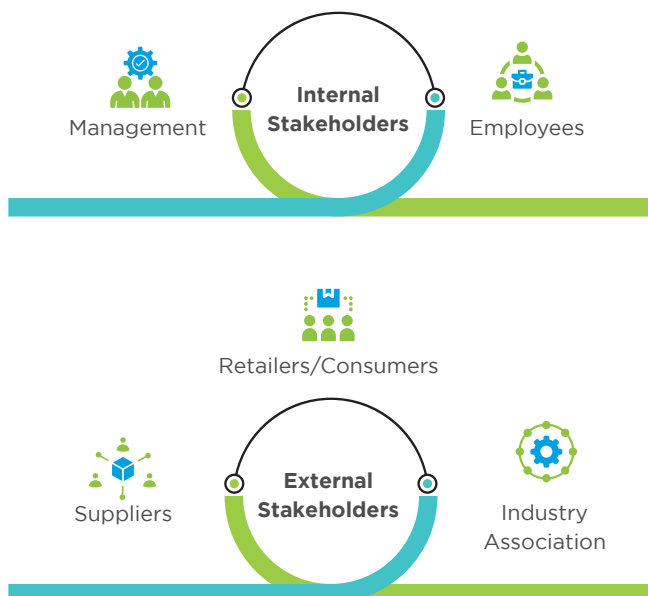 Management
Internal
Stakeholders
Employees
Retailers/Consumers
Suppliers
External
Stakeholders
Industry
Association